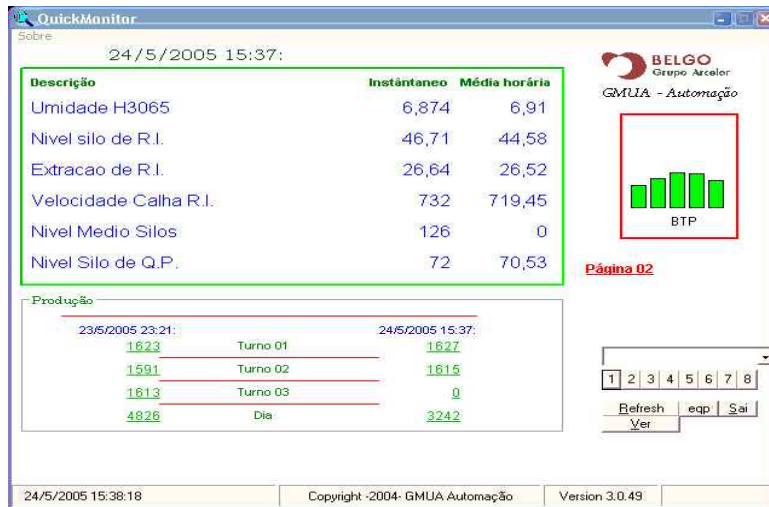 QuickMonitor
Sobre
24/5/2005 15:37:
BELGO
Grupo Arcelor
GMUA - Automação
Descrição Instântaneo Média horária
Umidade H3065 6,874 6,91
Nivel silo de R.I. 46,71 44,58
Extracao de R.I. 26,64 26,52
Velocidade Calha R.I. 732 719,45
Nivel Medio Silos 126 0
Nivel Silo de Q.P. 72 70,53
BTP
Página 02
Produção
23/5/2005 23:21: 24/5/2005 15:37:
1623 Turno 01 1627
1591 Turno 02 1615
1613 Turno 03 0
4826 Dia 3242
1 2 3 4 5 6 7 8
Refresh eqp Sai
Ver
24/5/2005 15:38:18 Copyright -2004- GMUA Automação Version 3.0.49